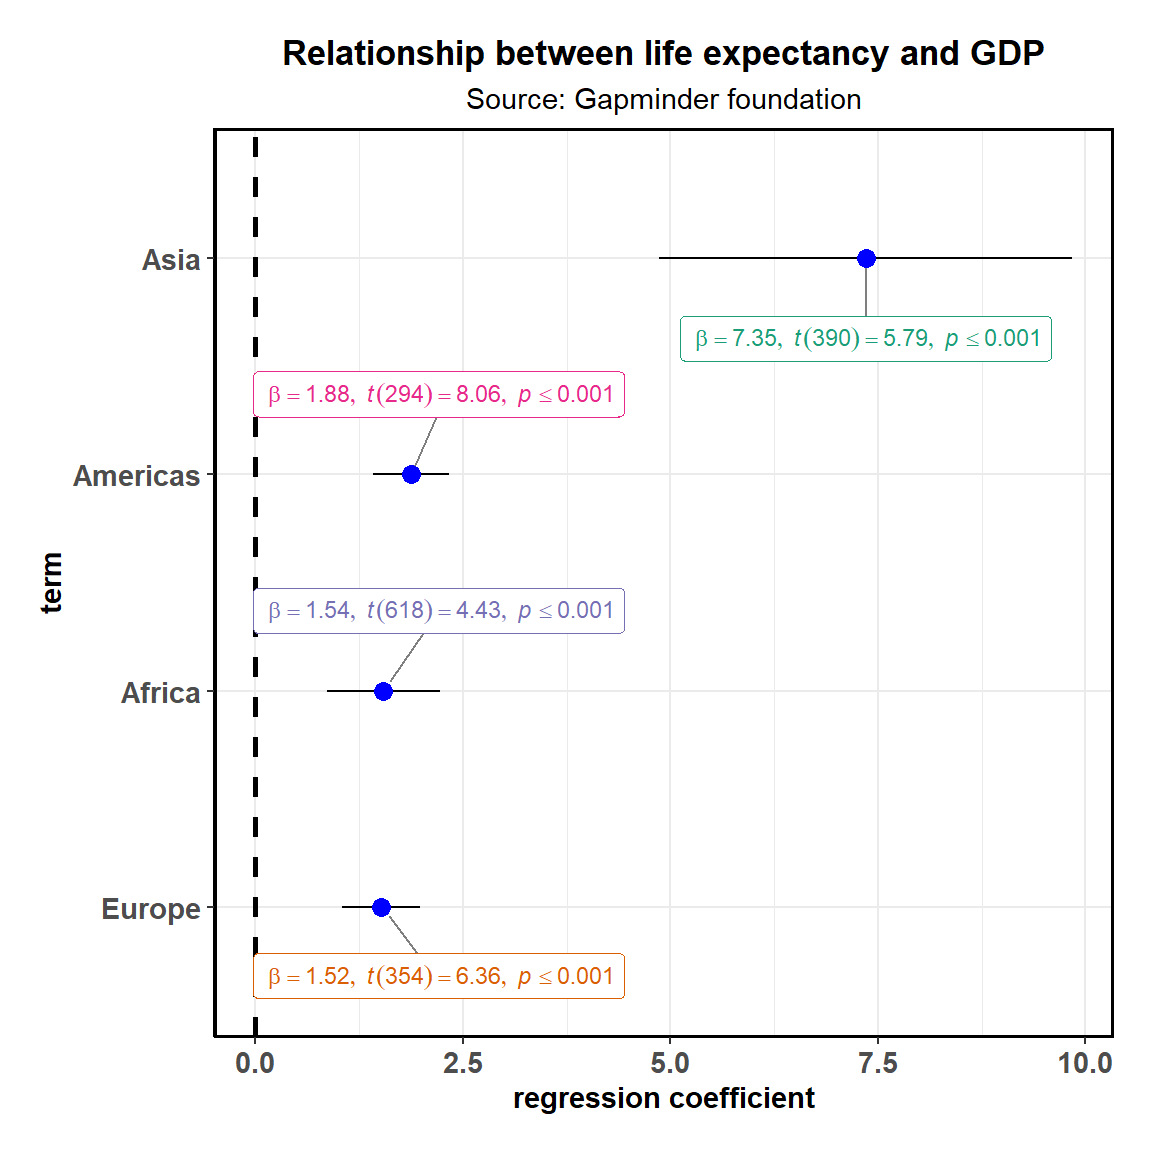 Relationship between life expectancy and GDP
Source: Gapminder foundation
Asia
β = 7.35, t(390) = 5.79, p ≤ 0.001
β = 1.88, t(294) = 8.06, p ≤ 0.001
Americas
term
β = 1.54, t(618) = 4.43, p ≤ 0.001
Africa
Europe
β = 1.52, t(354) = 6.36, p ≤ 0.001
0.0 2.5 5.0 7.5 10.0
regression coefficient